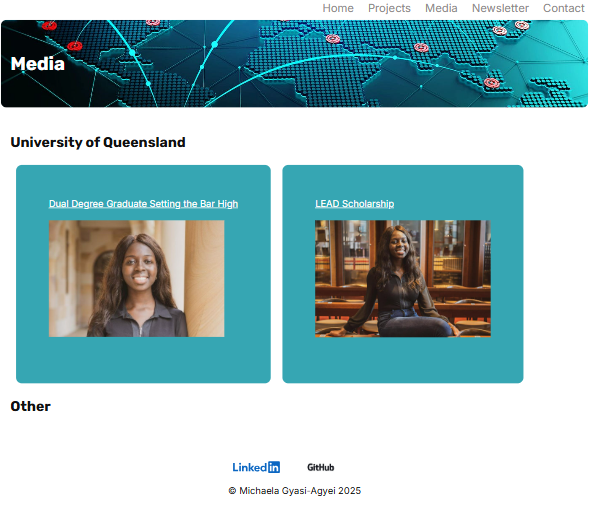 Home Projects Media Newsletter Contact
Media
University of Queensland
Dual Degree Graduate Setting the Bar High
LEAD Scholarship
Other
LinkedIn GitHub
© Michaela Gyasi-Agyei 2025